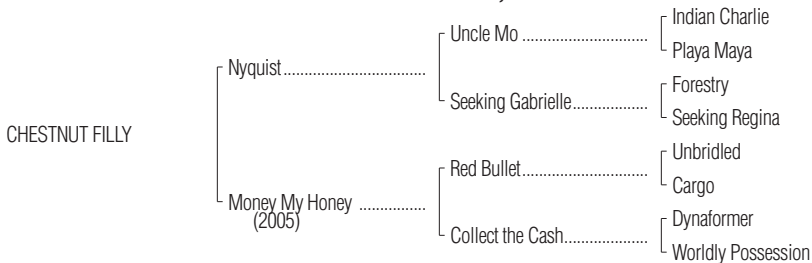 Indian Charlie
Uncle Mo ..............................
Playa Maya
Nyquist..................................
Forestry
Seeking Gabrielle..................
Seeking Regina
CHESTNUT FILLY
Unbridled
Red Bullet..............................
Cargo
Money My Honey ................
(2005)
Dynaformer
Collect the Cash....................
Worldly Possession